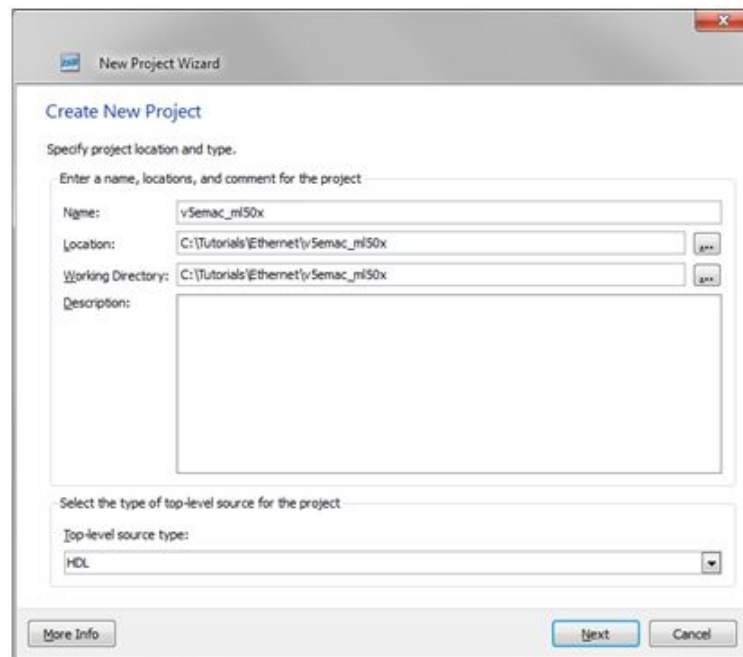 New Project Wizard
Create New Project
Specify project location and type.
Enter a name, locations, and comment for the project
Name: v5emac_ml50x
Location: C:\Tutorials\Ethernet\v5emac_ml50x ...
Working Directory: C:\Tutorials\Ethernet\v5emac_ml50x ...
Description:
Select the type of top-level source for the project
Top-level source type:
HDL
More Info Next Cancel